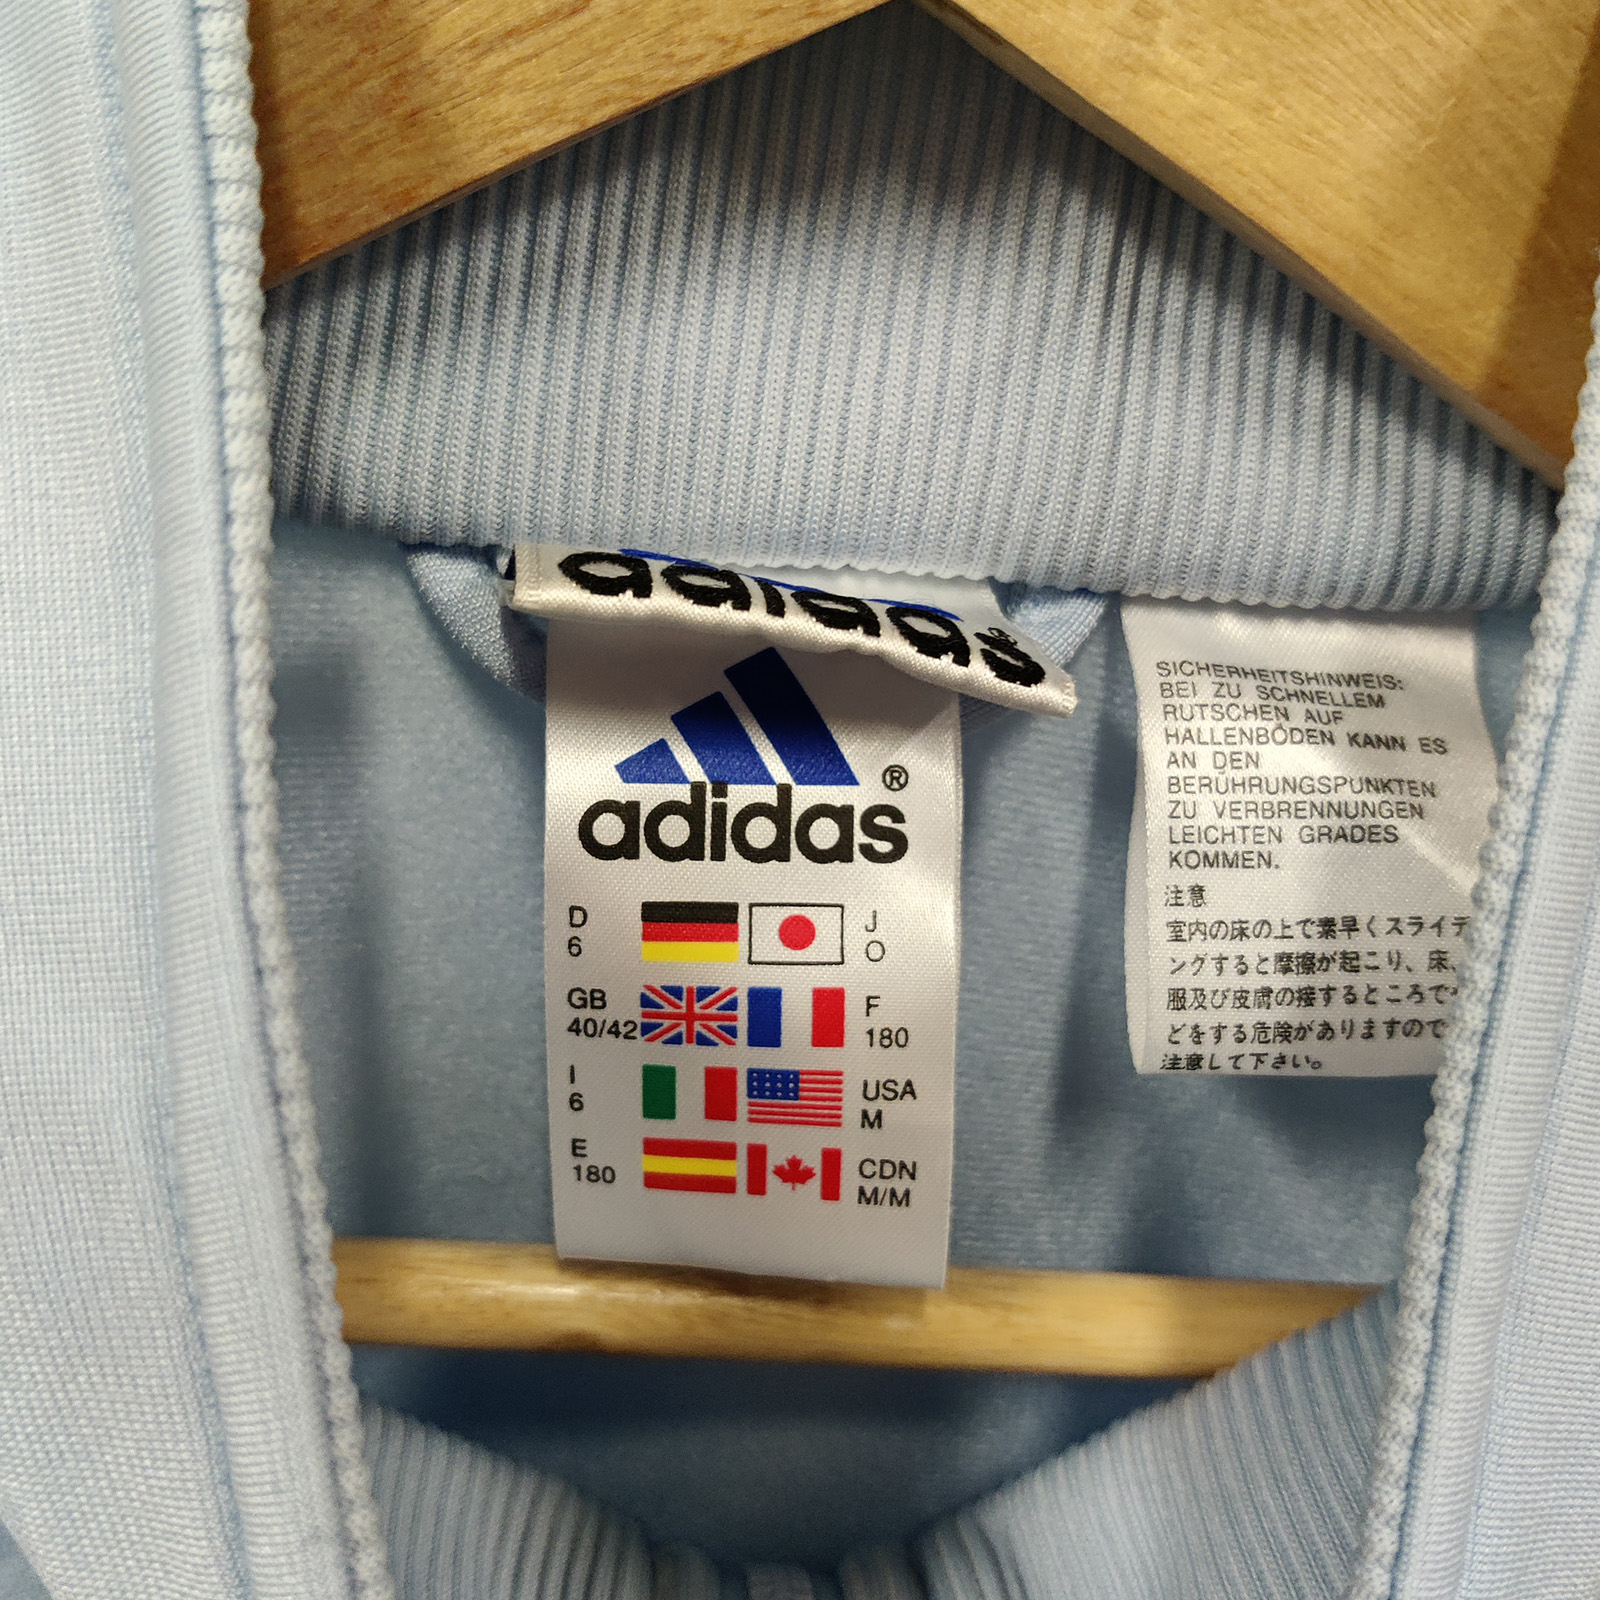 adidas®
adidas®
D
6
J
O
GB
40/42
F
180
I
6
USA
M
E
180
CDN
M/M
SICHERHEITSHINWEIS:
BEI ZU SCHNELLEM
RUTSCHEN AUF
HALLENBÖDEN KANN ES
AN DEN
BERÜHRUNGSPUNKTEN
ZU VERBRENNUNGEN
LEICHTEN GRADES
KOMMEN.
注意
室内の床の上で素早くスライデ
ングすると摩擦が起こり、床、
服及び皮膚の接するところで
どをする危険がありますので
注意して下さい。